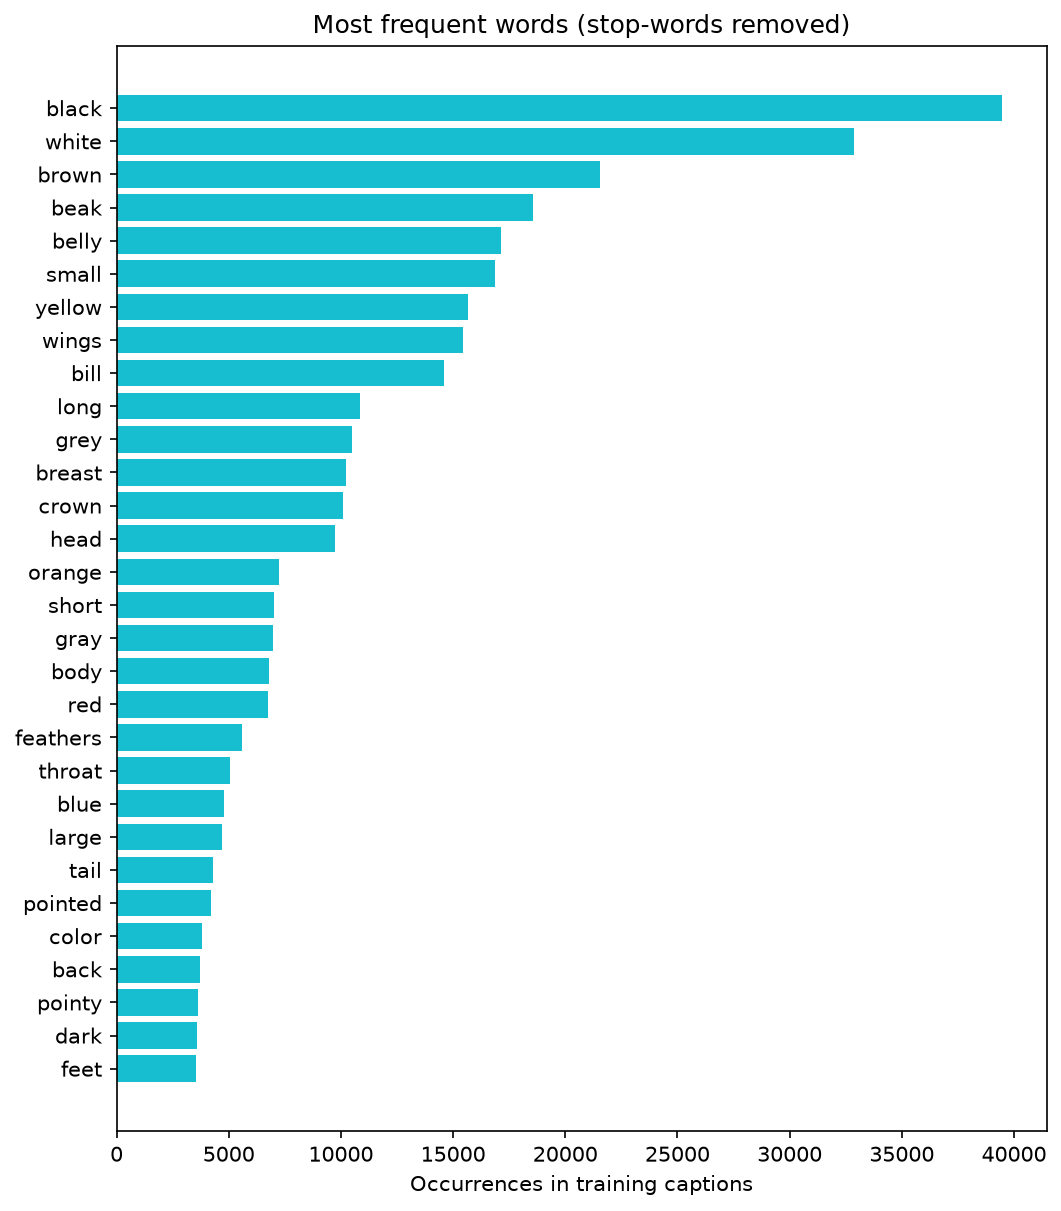 Most frequent words (stop-words removed)
black
white
brown
beak
belly
small
yellow
wings
bill
long
grey
breast
crown
head
orange
short
gray
body
red
feathers
throat
blue
large
tail
pointed
color
back
pointy
dark
feet
0 5000 10000 15000 20000 25000 30000 35000 40000
Occurrences in training captions